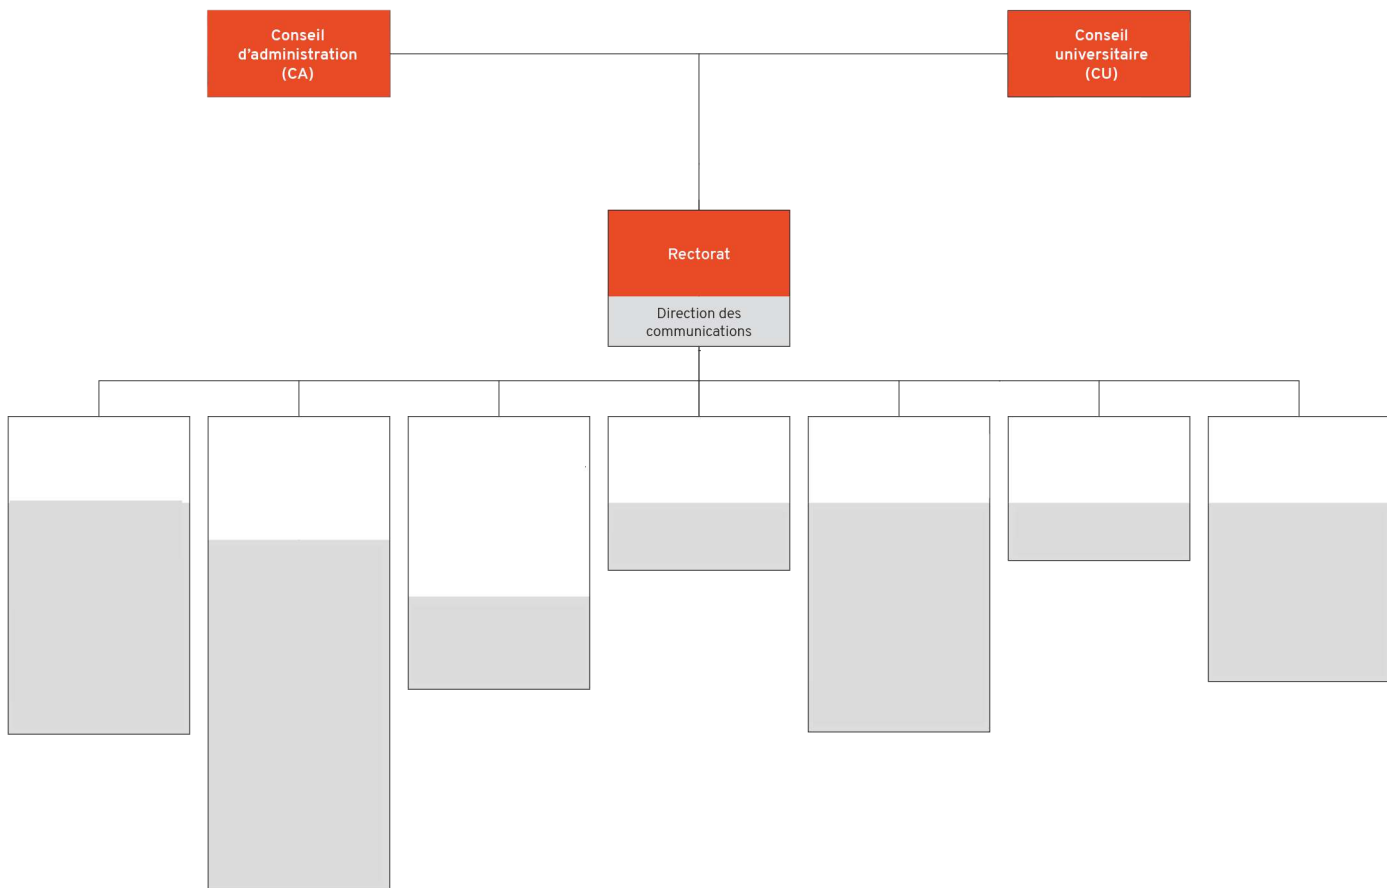 Conseil
d'administration
(CA)
Conseil
universitaire
(CU)
Rectorat
Direction des
communications